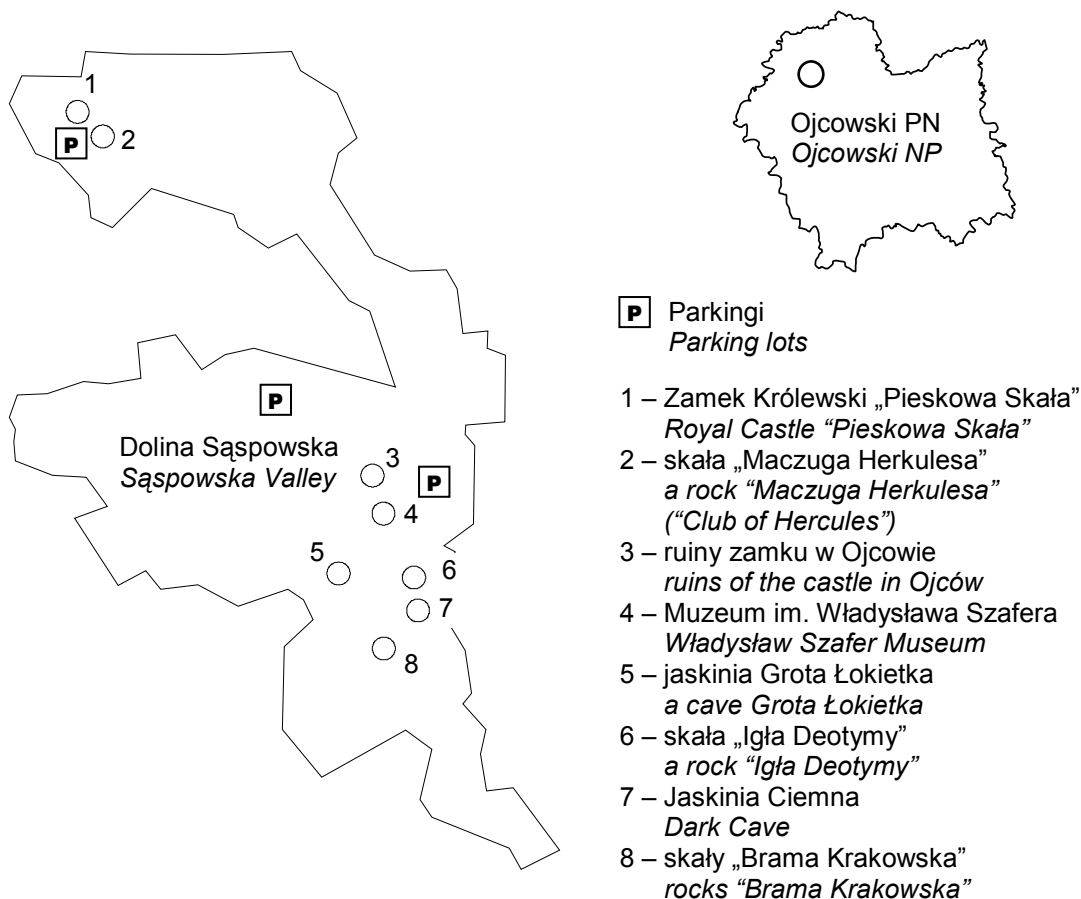 1
P
2
P
Dolina Sąspowska
Sąspowska Valley
3
P
4
5
6
7
8
Ojcowski PN
Ojcowski NP
P Parkingi
Parking lots
1 – Zamek Królewski „Pieskowa Skała”
Royal Castle “Pieskowa Skała”
2 – skała „Maczuga Herkulesa”
a rock “Maczuga Herkulesa”
(“Club of Hercules”)
3 – ruiny zamku w Ojcowie
ruins of the castle in Ojców
4 – Muzeum im. Władysława Szafera
Władysław Szafer Museum
5 – jaskinia Grota Łokietka
a cave Grota Łokietka
6 – skała „Igła Deotymy”
a rock “Igła Deotymy”
7 – Jaskinia Ciemna
Dark Cave
8 – skały „Brama Krakowska”
rocks “Brama Krakowska”